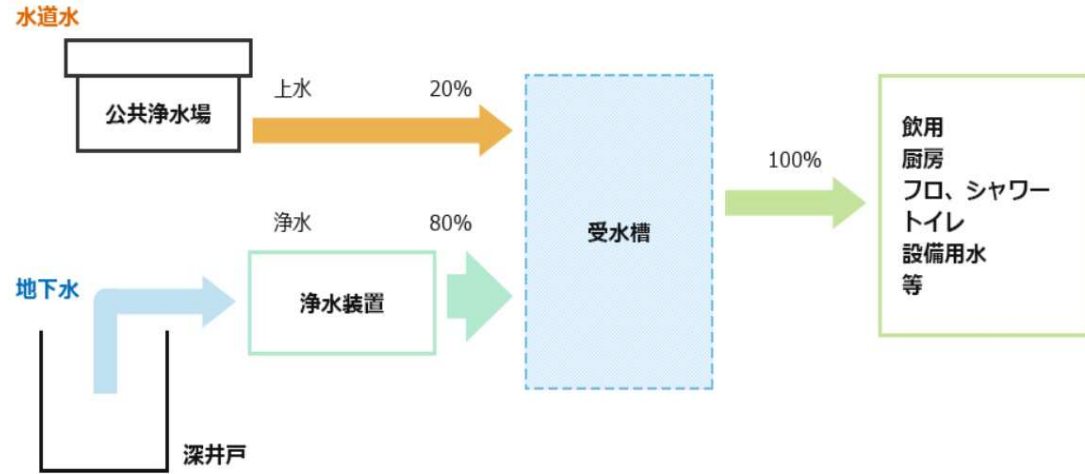 水道水
公共浄水場
上水 20%
浄水 80%
地下水
浄水装置
深井戸
受水槽
100%
飲用
厨房
フロ、シャワー
トイレ
設備用水
等